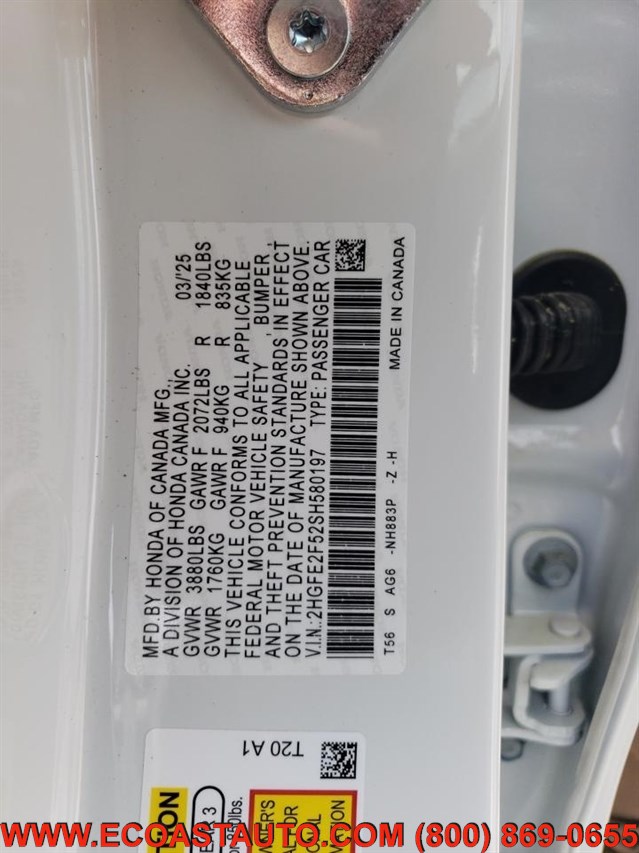 MFD.BY HONDA OF CANADA MFG., 03/'25
A DIVISION OF HONDA CANADA INC.
GVWR 3880LBS GAWR F 2072LBS R 1840LBS
GVWR 1760KG GAWR F 940KG R 835KG
THIS VEHICLE CONFORMS TO ALL APPLICABLE
FEDERAL MOTOR VEHICLE SAFETY , BUMPER ,
AND THEFT PREVENTION STANDARDS IN EFFECT
ON THE DATE OF MANUFACTURE SHOWN ABOVE.
V.I.N.:2HGFE2F52SH580197 TYPE: PASSENGER CAR
T56 S AG6 -NH883P -Z -H MADE IN CANADA
T20 A1
WWW.ECOASTAUTO.COM (800) 869-0655